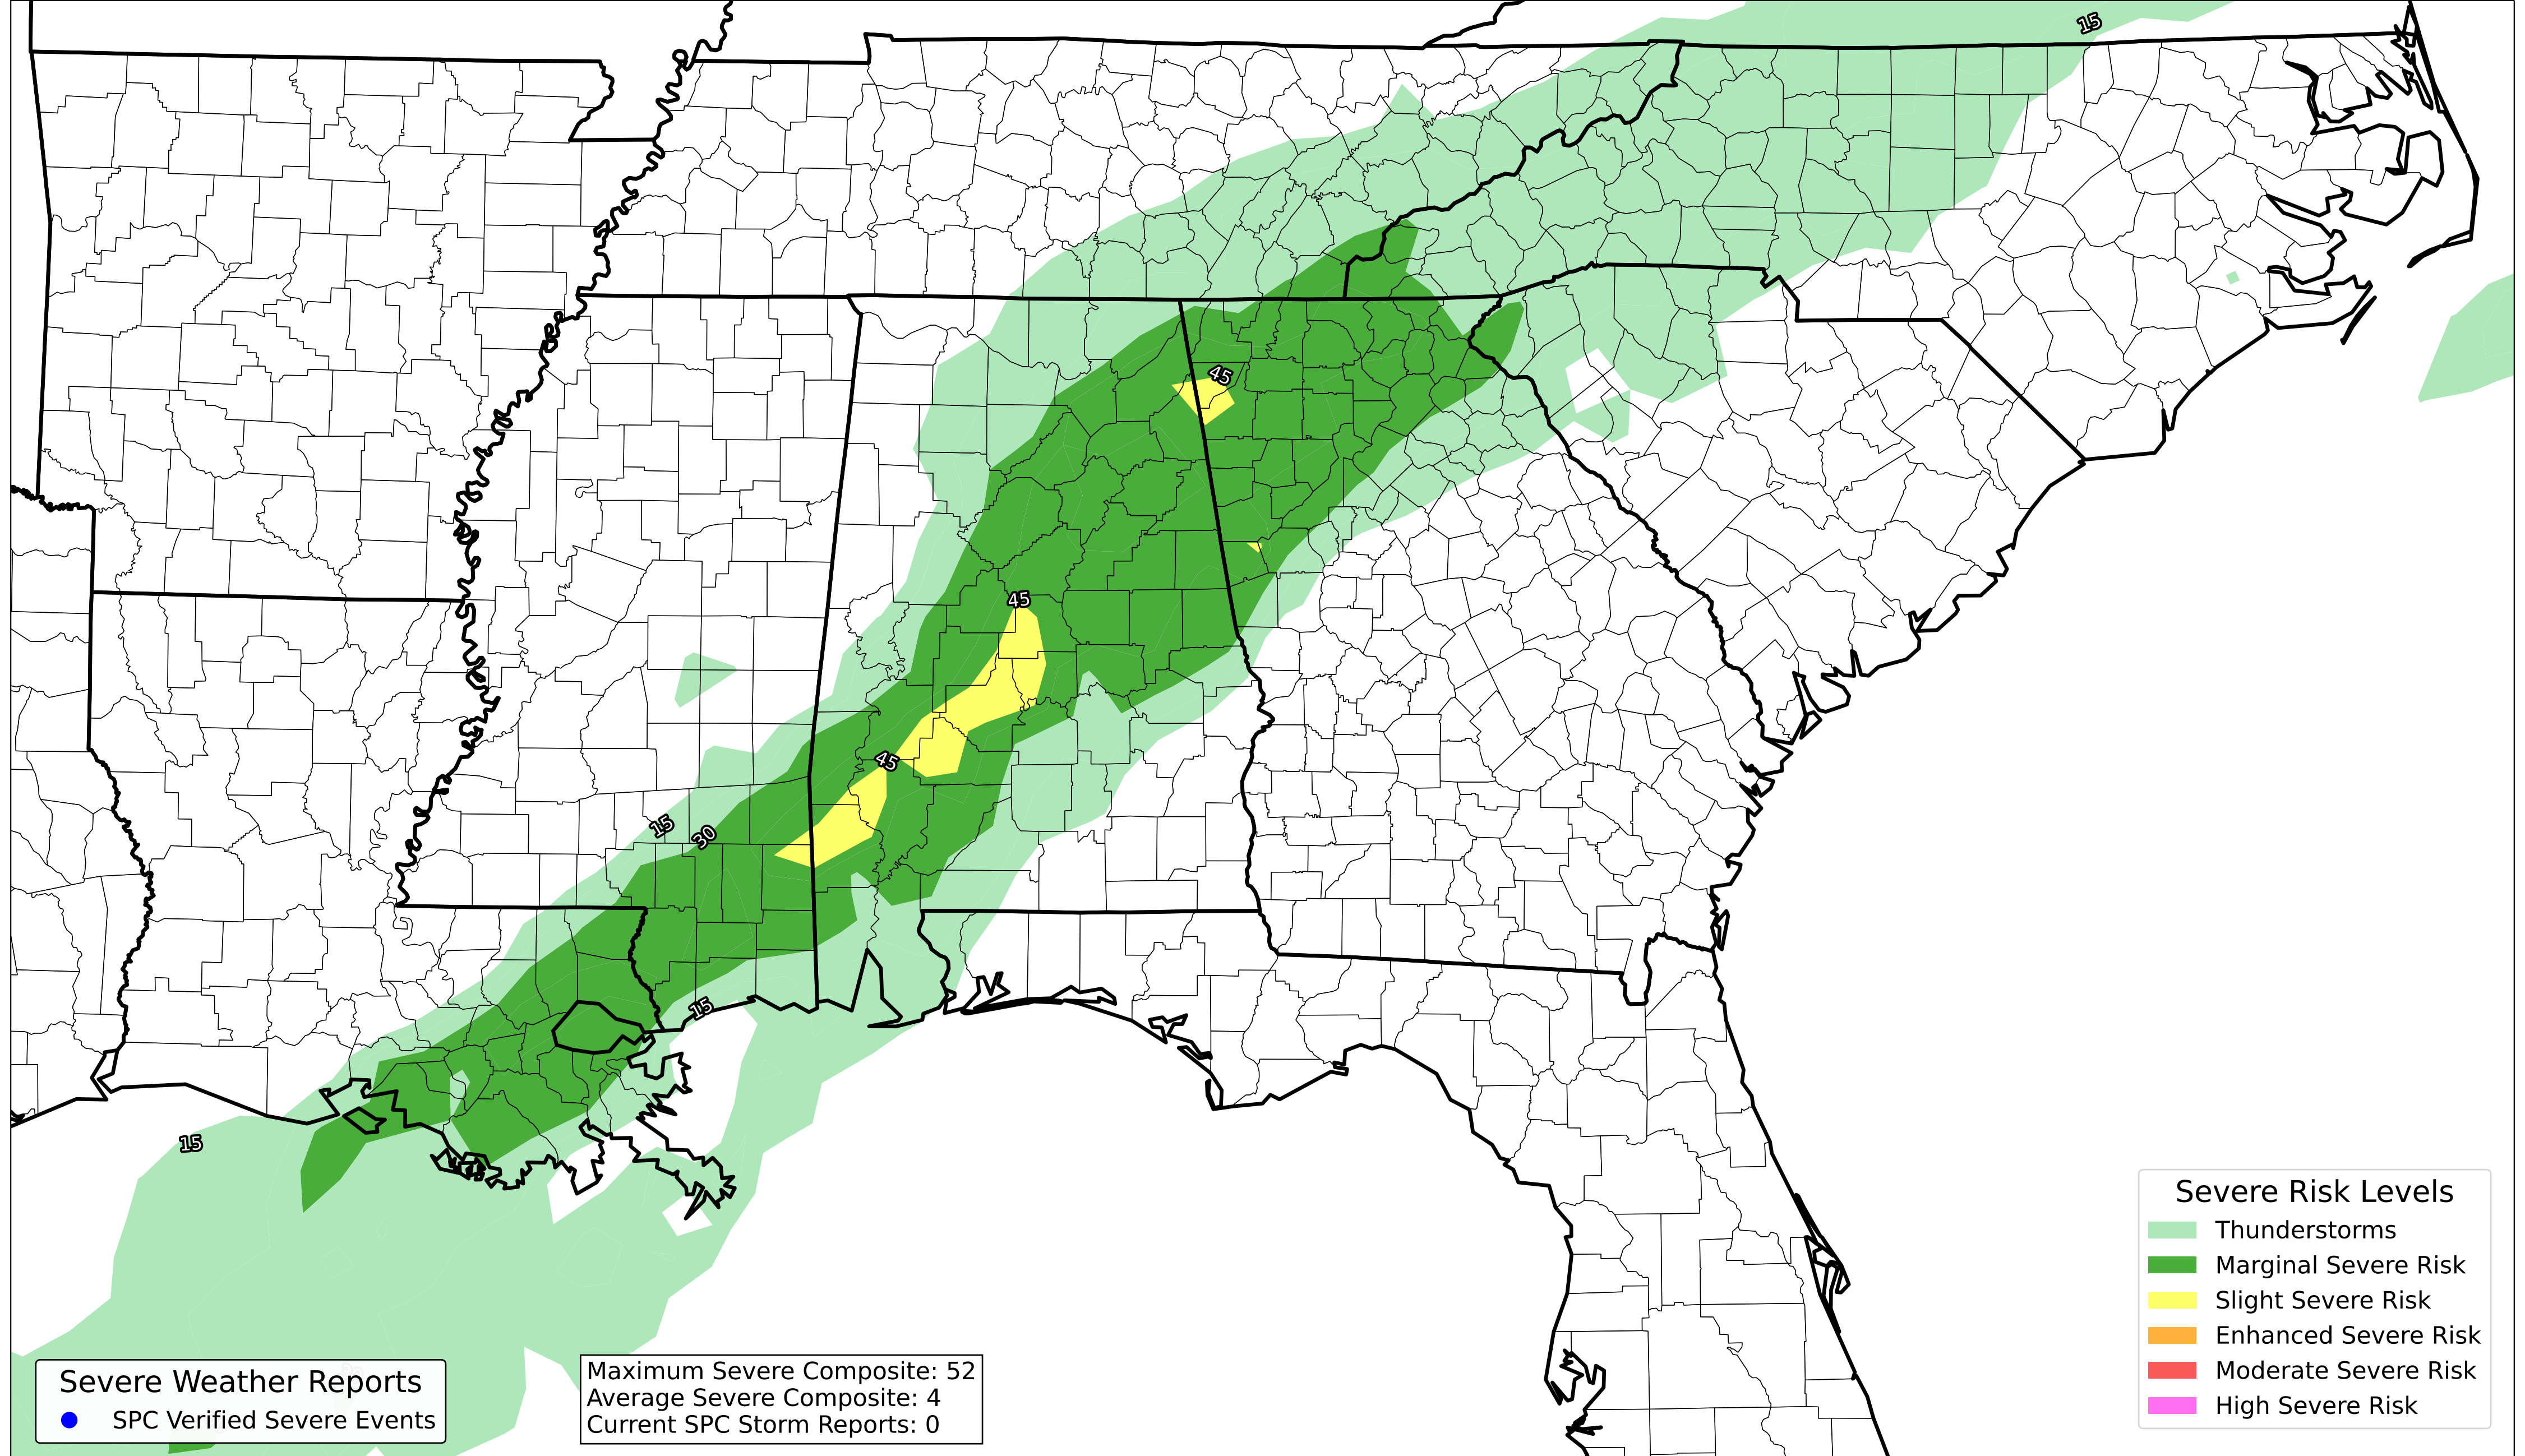 15
45
45
45
15
30
15
15
Severe Weather Reports
SPC Verified Severe Events
Maximum Severe Composite: 52
Average Severe Composite: 4
Current SPC Storm Reports: 0
Severe Risk Levels
Thunderstorms
Marginal Severe Risk
Slight Severe Risk
Enhanced Severe Risk
Moderate Severe Risk
High Severe Risk